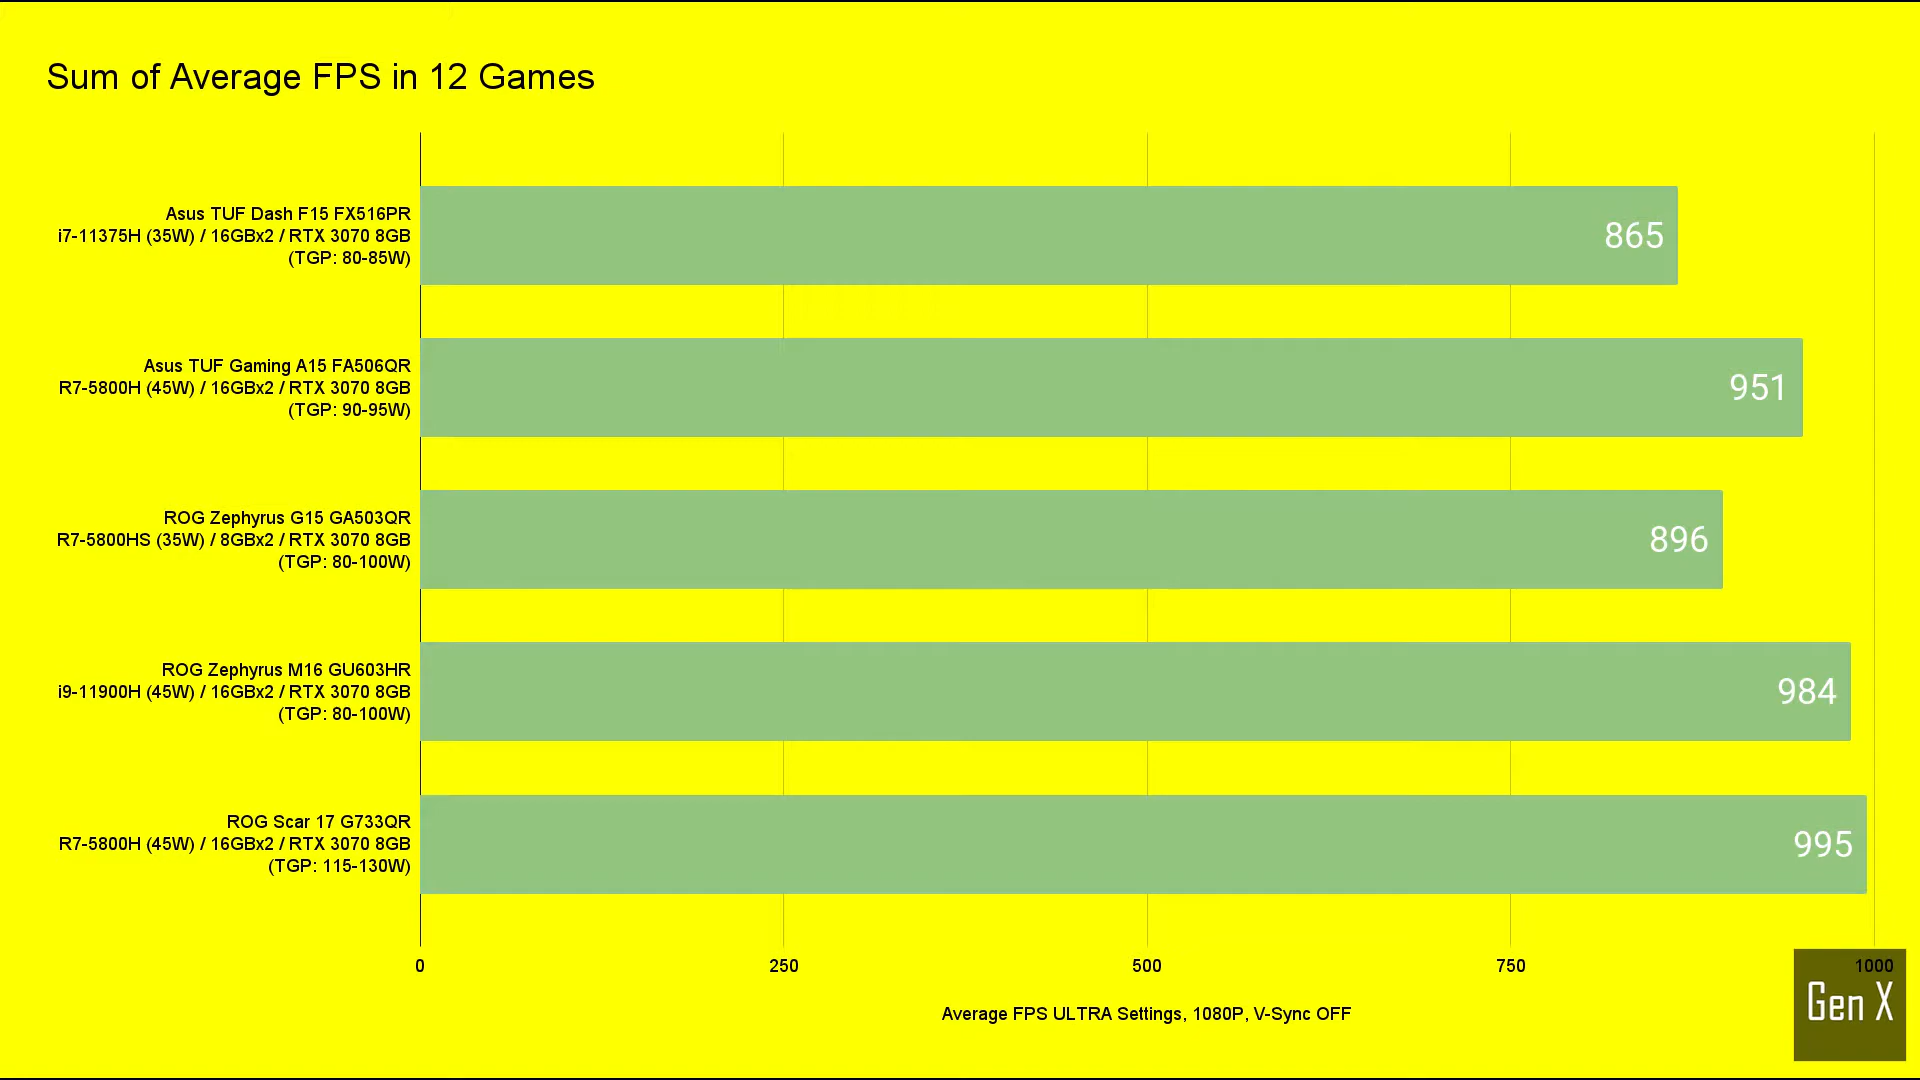 Sum of Average FPS in 12 Games
Asus TUF Dash F15 FX516PR
i7-11375H (35W) / 16GBx2 / RTX 3070 8GB
(TGP: 80-85W)
865
Asus TUF Gaming A15 FA506QR
R7-5800H (45W) / 16GBx2 / RTX 3070 8GB
(TGP: 90-95W)
951
ROG Zephyrus G15 GA503QR
R7-5800HS (35W) / 8GBx2 / RTX 3070 8GB
(TGP: 80-100W)
896
ROG Zephyrus M16 GU603HR
i9-11900H (45W) / 16GBx2 / RTX 3070 8GB
(TGP: 80-100W)
984
ROG Scar 17 G733QR
R7-5800H (45W) / 16GBx2 / RTX 3070 8GB
(TGP: 115-130W)
995
0 250 500 750 1000
Average FPS ULTRA Settings, 1080P, V-Sync OFF
Gen X